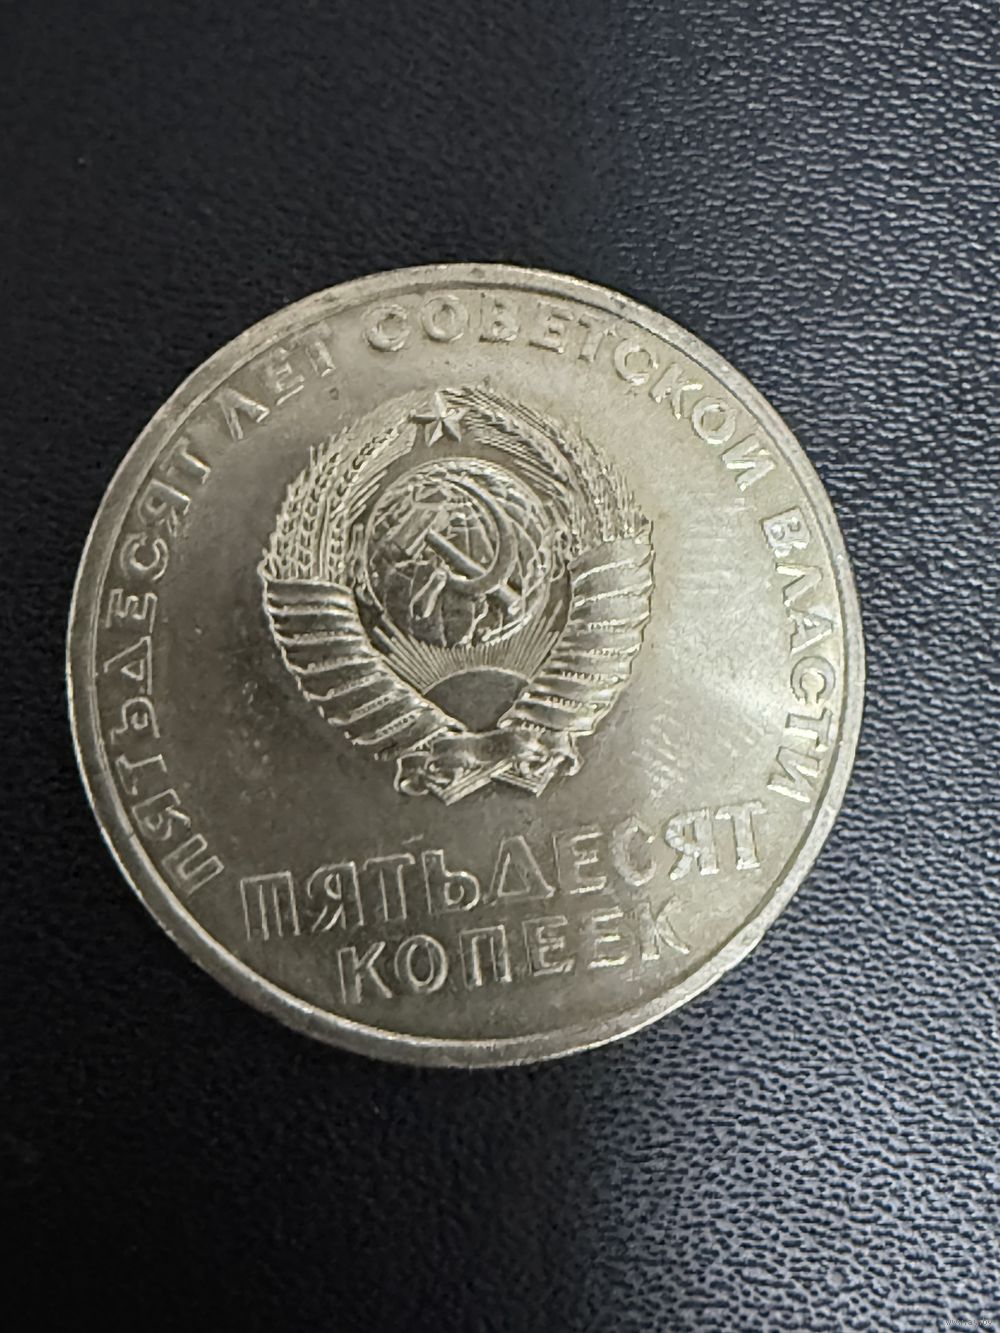 ПЯТЬДЕСЯТ ЛЕТ СОВЕТСКОЙ ВЛАСТИ
ПЯТЬДЕСЯТ
КОПЕЕК